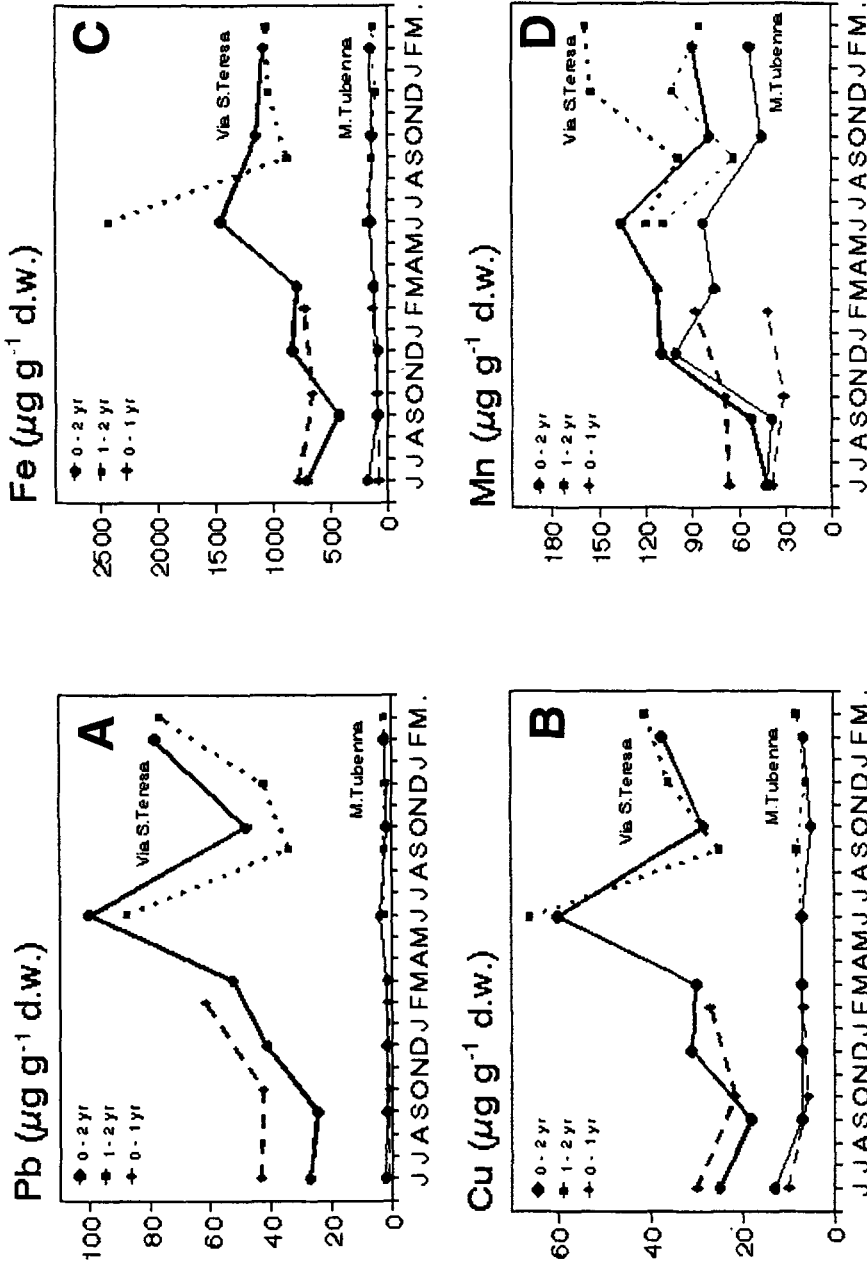 Pb (µg g⁻¹ d.w.)
A
0 - 2 yr
1 - 2 yr
0 - 1yr
Via S.Teresa
M.Tubenna
100
80
60
40
20
0
J J A S O N D J F M A M J J A S O N D J F M .
Fe (µg g⁻¹ d.w.)
C
0 - 2 yr
1 - 2 yr
0 - 1 yr
Via S.Teresa
M.Tubenna
2500
2000
1500
1000
500
0
J J A S O N D J F M A M J J A S O N D J F M .
Cu (µg g⁻¹ d.w.)
B
0 - 2 yr
1 - 2 yr
0 - 1yr
Via S.Teresa
M.Tubenna
60
40
20
0
J J A S O N D J F M A M J J A S O N D J F M .
Mn (µg g⁻¹ d.w.)
D
0 - 2 yr
1 - 2 yr
0 - 1 yr
Via S.Teresa
M.Tubenna
180
150
120
90
60
30
0
J J A S O N D J F M A M J J A S O N D J F M .